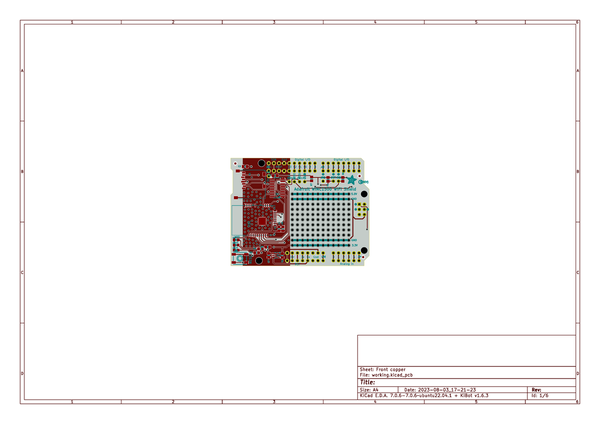 1 2 3 4 5 6
A A
B B
C C
D D
Sheet: Front copper
File: working.kicad_pcb
Title:
Size: A4 Date: 2023-08-03_17-21-23 Rev:
KiCad E.D.A. 7.0.6-7.0.6~ubuntu22.04.1 + KiBot v1.6.3 Id: 1/6
1 2 3 4 5 6